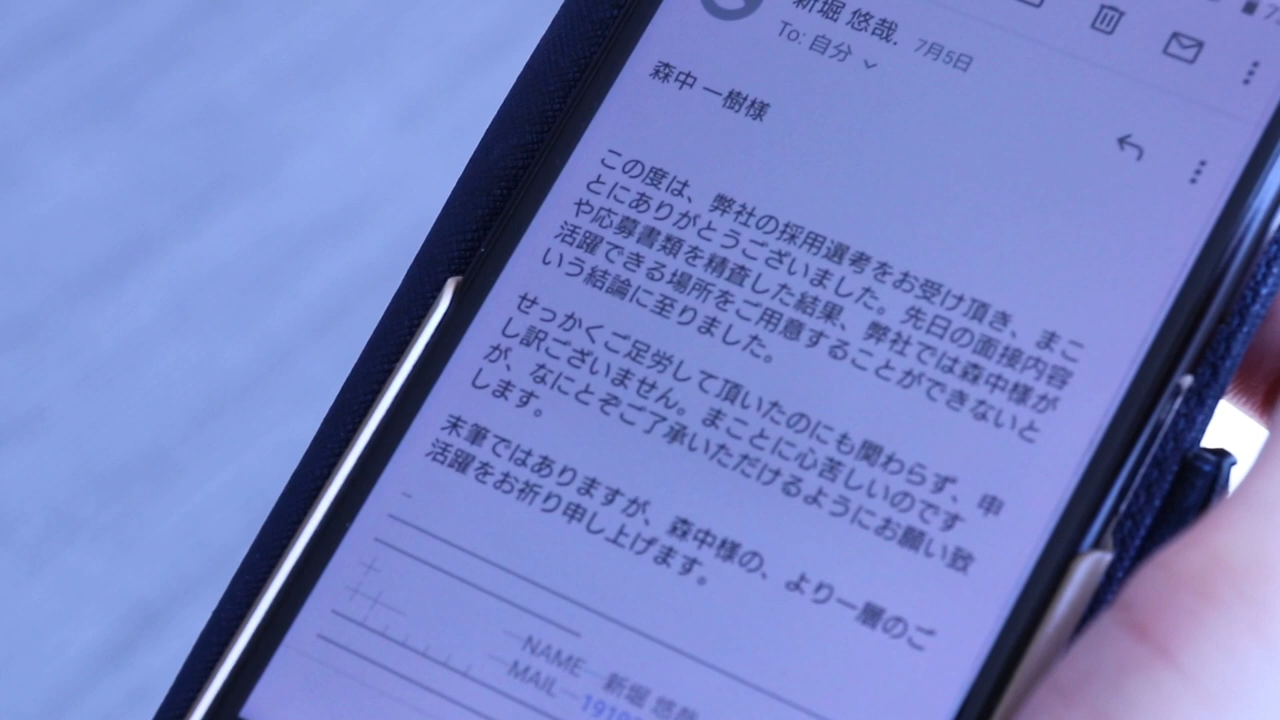 新堀 悠哉. 7月5日
To: 自分
森中 一樹様
この度は、弊社の採用選考をお受け頂き、まこ
とにありがとうございました。先日の面接内容
や応募書類を精査した結果、弊社では森中様が
活躍できる場所をご用意することができないと
いう結論に至りました。
せっかくご足労して頂いたのにも関わらず、申
し訳ございません。まことに心苦しいのです
が、なにとぞご了承いただけるようにお願い致
します。
末筆ではありますが、森中様の、より一層のご
活躍をお祈り申し上げます。
NAME 新堀 悠哉
MAIL